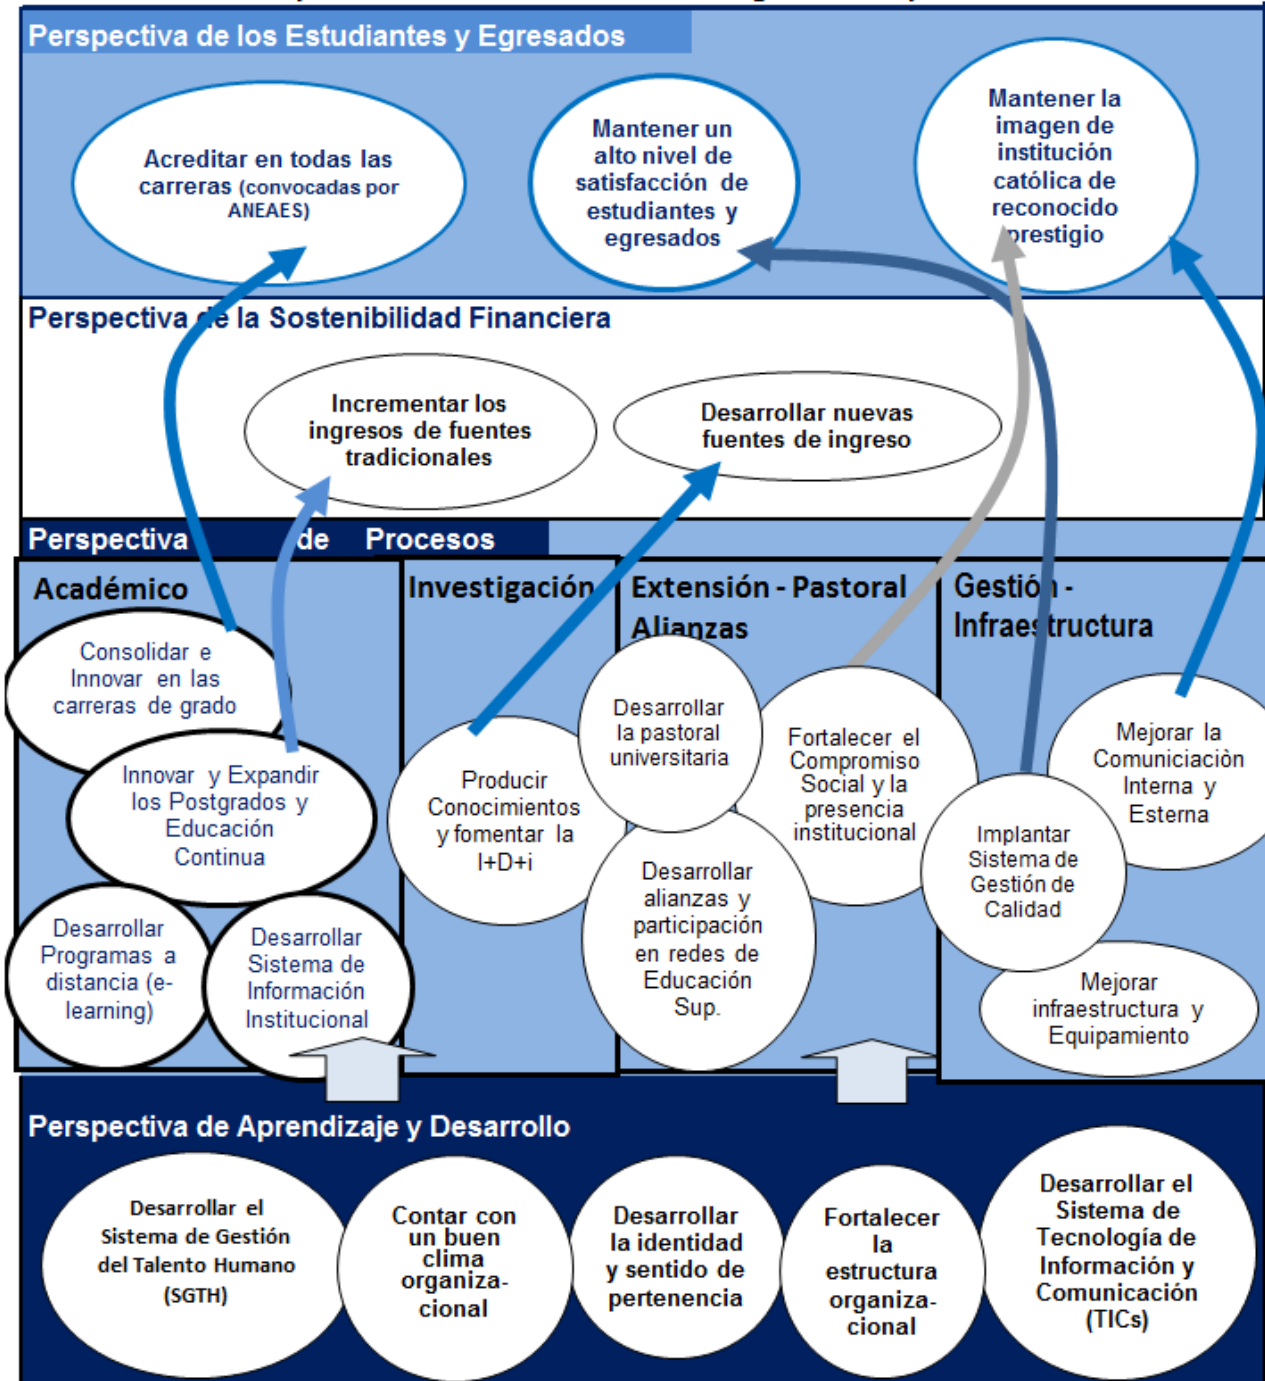 Perspectiva de los Estudiantes y Egresados
Acreditar en todas las
carreras (convocadas por
ANEAES)
Mantener un
alto nivel de
satisfacción de
estudiantes y
egresados
Mantener la
imagen de
institución
católica de
reconocido
prestigio
Perspectiva de la Sostenibilidad Financiera
Incrementar los
ingresos de fuentes
tradicionales
Desarrollar nuevas
fuentes de ingreso
Perspectiva de Procesos
Académico
Consolidar e
Innovar en las
carreras de grado
Innovar y Expandir
los Postgrados y
Educación
Continua
Desarrollar
Programas a
distancia (e-
learning)
Desarrollar
Sistema de
Información
Institucional
Investigación
Producir
Conocimientos
y fomentar la
I+D+i
Extensión - Pastoral
Alianzas
Desarrollar
la pastoral
universitaria
Fortalecer el
Compromiso
Social y la
presencia
institucional
Desarrollar
alianzas y
participación
en redes de
Educación
Sup.
Gestión -
Infraestructura
Mejorar la
Comuniciaciòn
Interna y
Esterna
Implantar
Sistema de
Gestión de
Calidad
Mejorar
infraestructura y
Equipamiento
Perspectiva de Aprendizaje y Desarrollo
Desarrollar el
Sistema de Gestión
del Talento Humano
(SGTH)
Contar con
un buen
clima
organiza-
cional
Desarrollar
la identidad
y sentido de
pertenencia
Fortalecer
la
estructura
organiza-
cional
Desarrollar el
Sistema de
Tecnología de
Información y
Comunicación
(TICs)